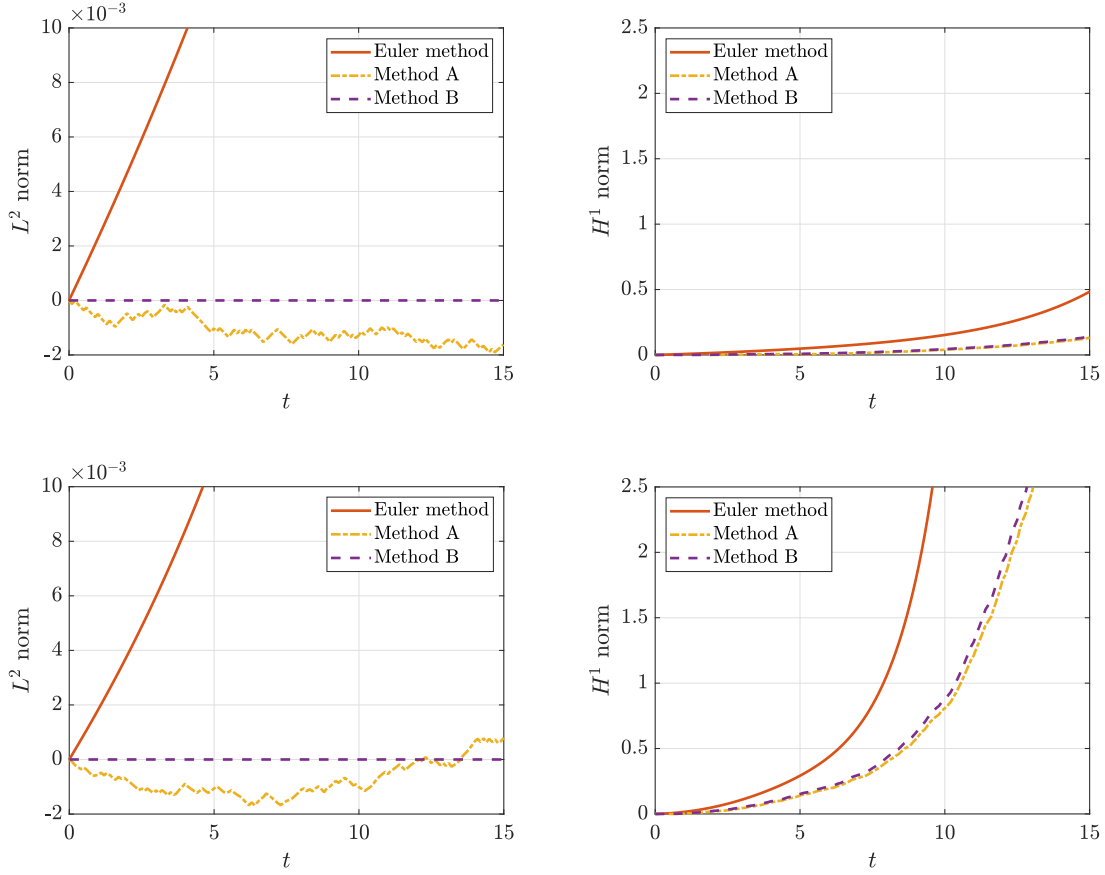 ×10⁻³
10
8
6
4
2
0
-2
0
5
10
15
L² norm
t
Euler method
Method A
Method B
2.5
2
1.5
1
0.5
0
0
5
10
15
H¹ norm
t
Euler method
Method A
Method B
×10⁻³
10
8
6
4
2
0
-2
0
5
10
15
L² norm
t
Euler method
Method A
Method B
2.5
2
1.5
1
0.5
0
0
5
10
15
H¹ norm
t
Euler method
Method A
Method B